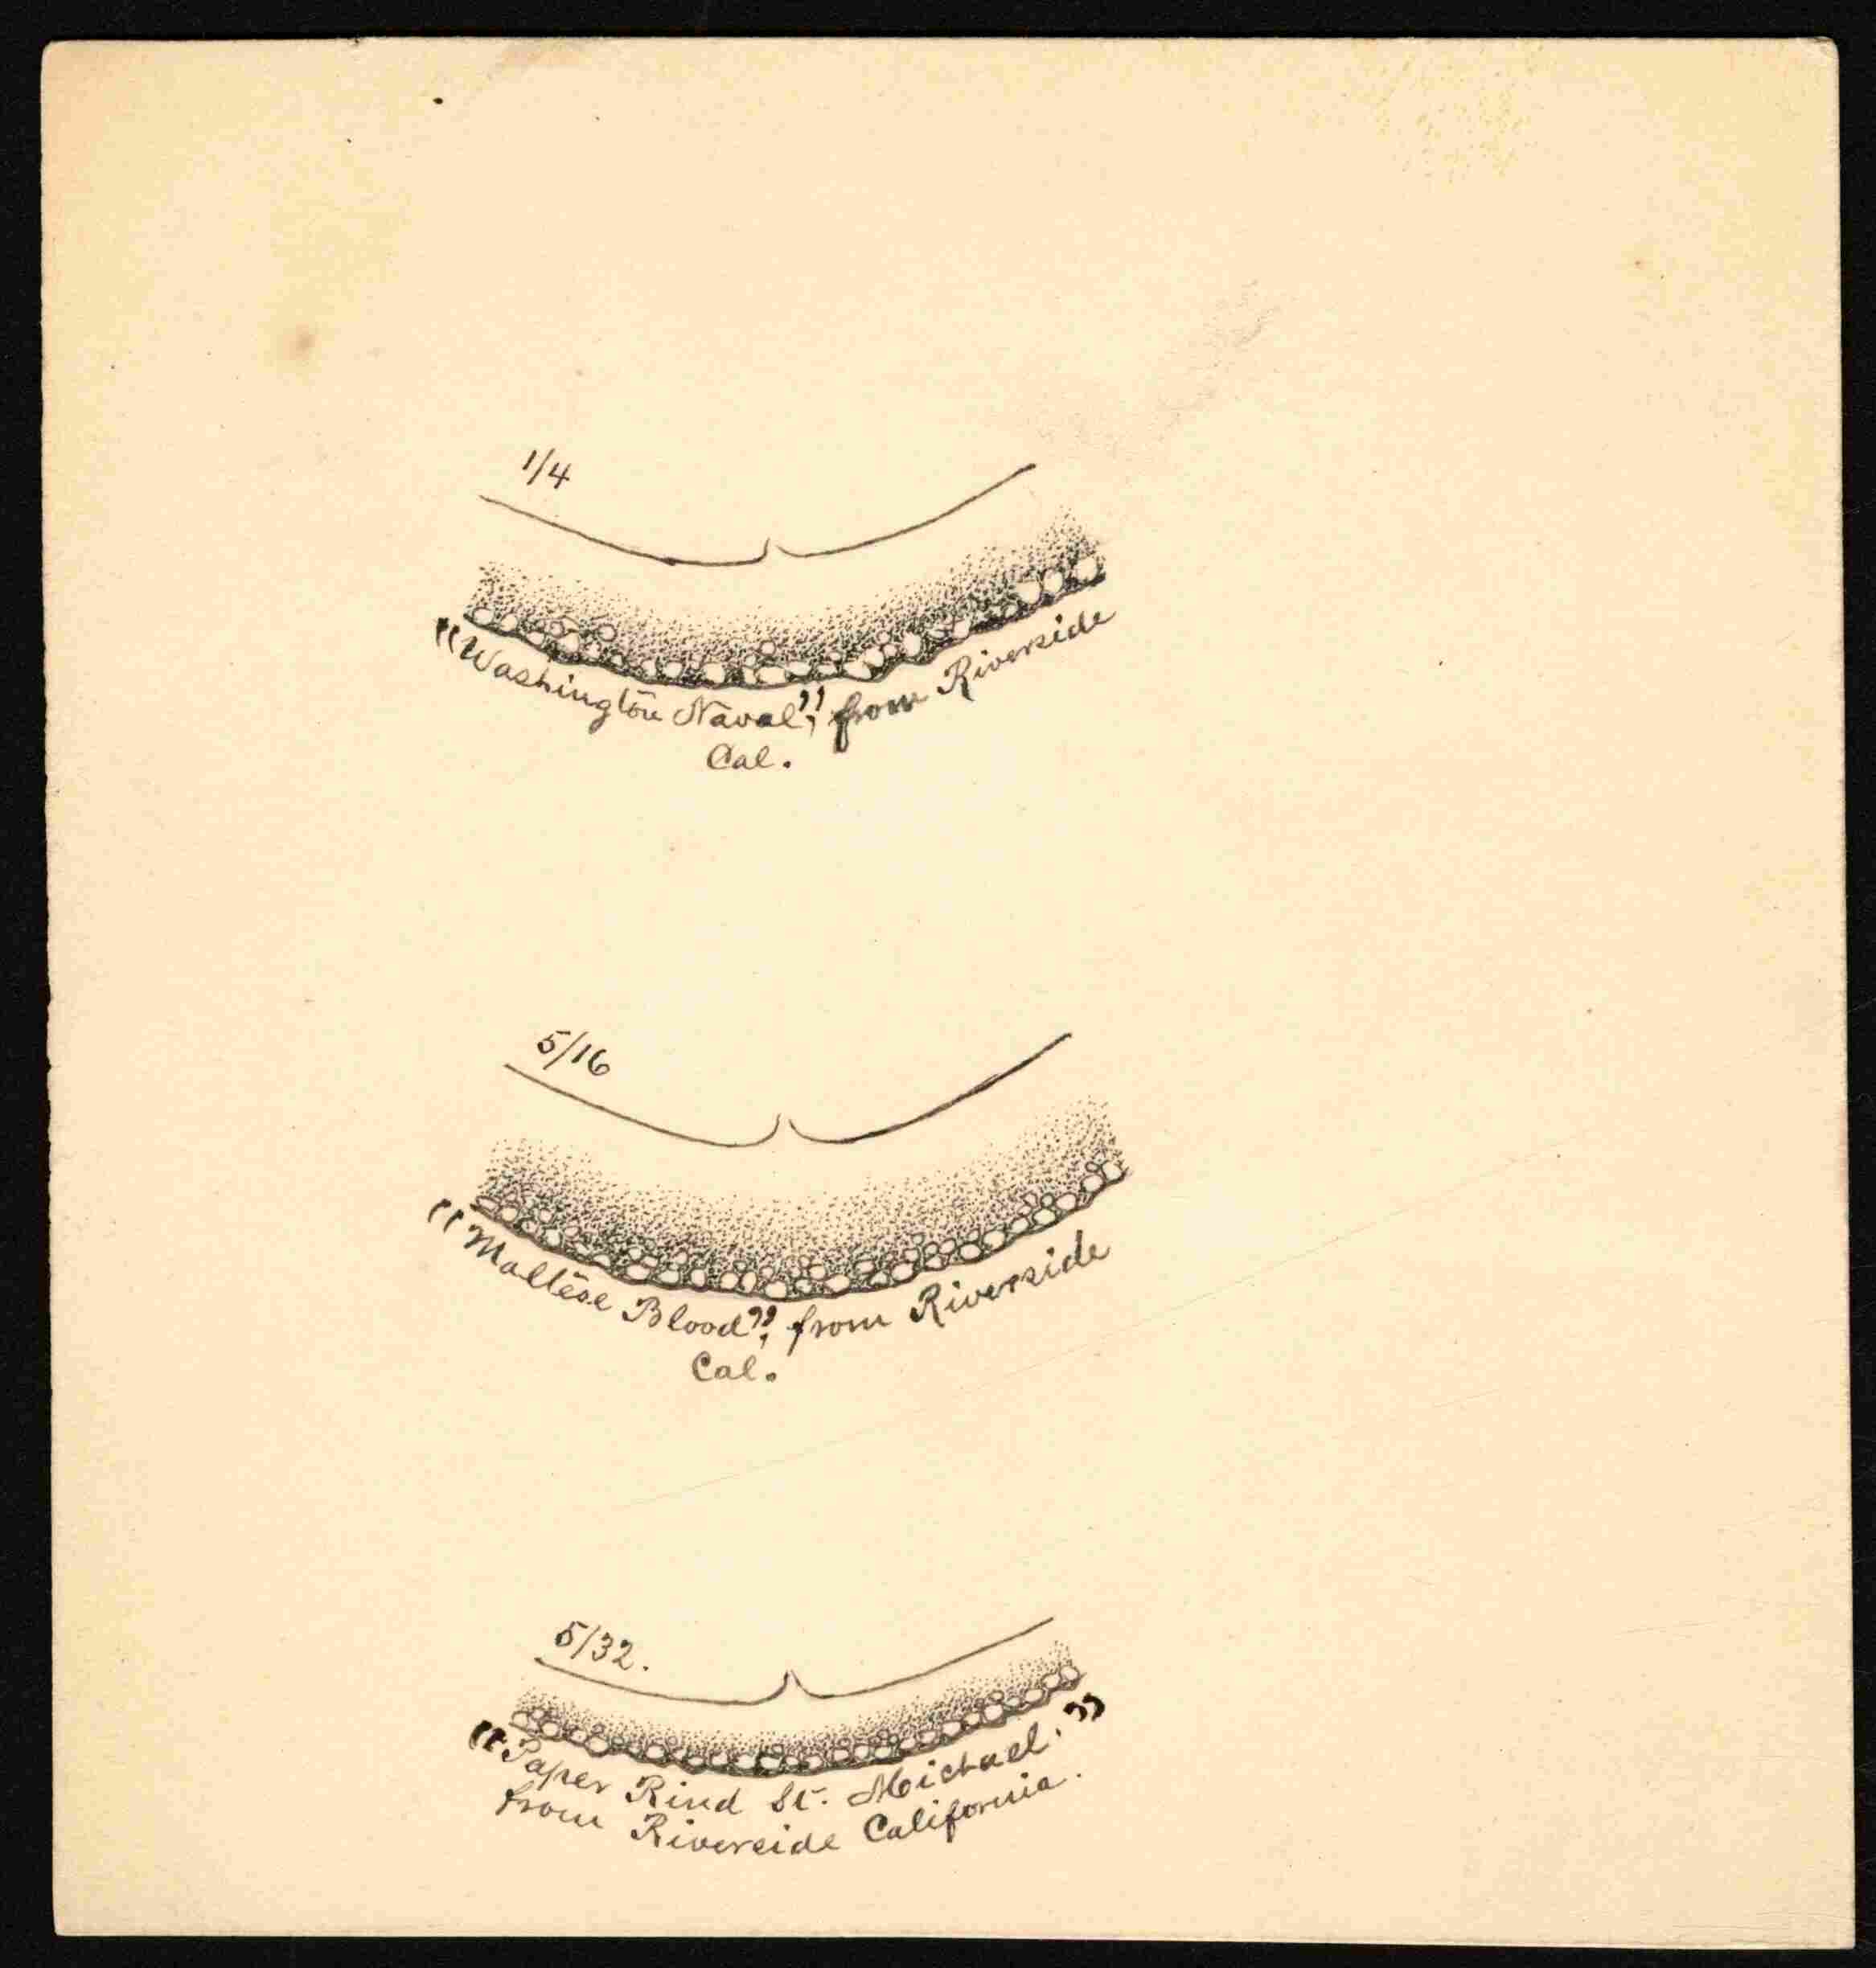 1/4
"Washington Naval", from Riverside
Cal.
5/16
"Maltese Blood", from Riverside
Cal.
5/32.
"Paper Rind St. Michael."
from Riverside California.